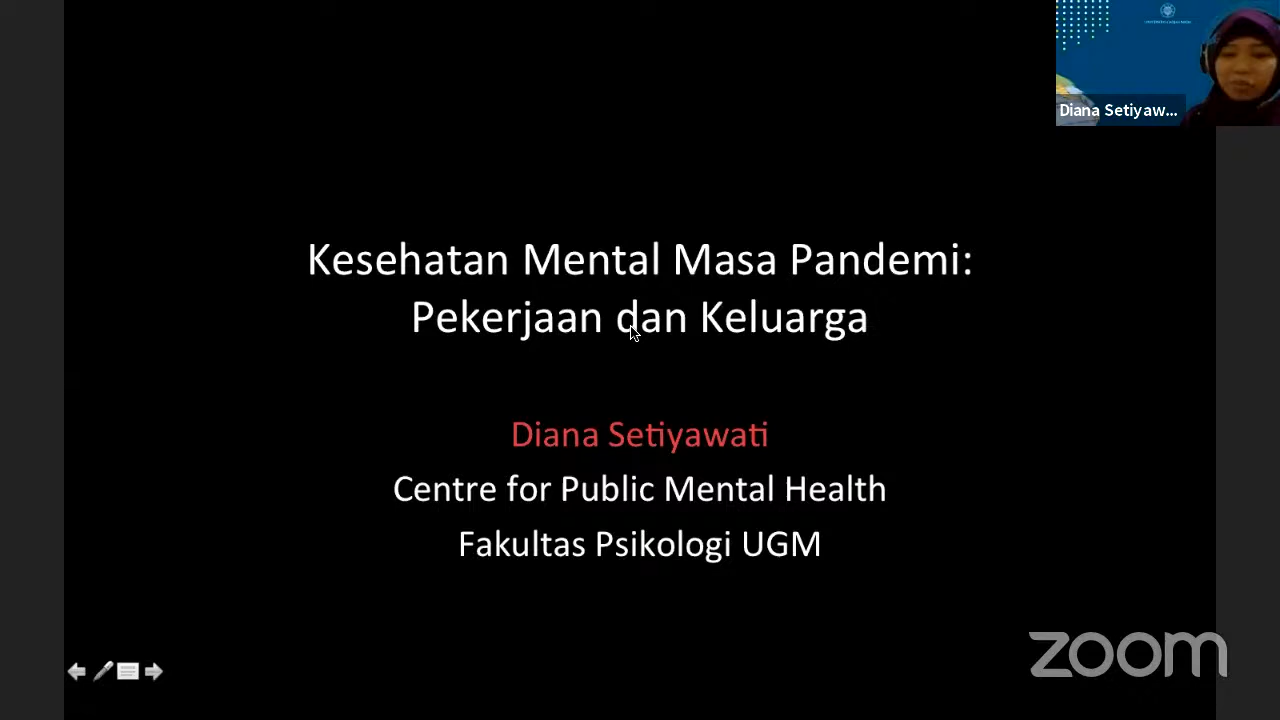 Diana Setiyaw...
Kesehatan Mental Masa Pandemi:
Pekerjaan dan Keluarga
Diana Setiyawati
Centre for Public Mental Health
Fakultas Psikologi UGM
zoom